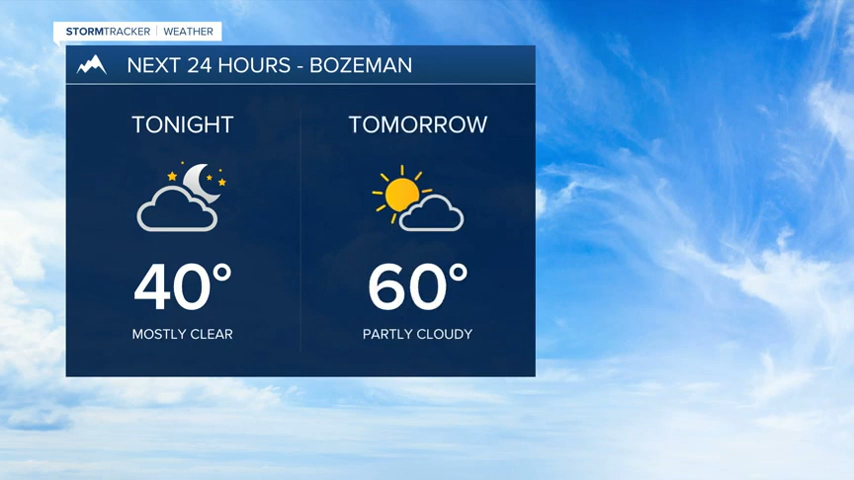 STORMTRACKER | WEATHER
NEXT 24 HOURS - BOZEMAN
TONIGHT
40°
MOSTLY CLEAR
TOMORROW
60°
PARTLY CLOUDY